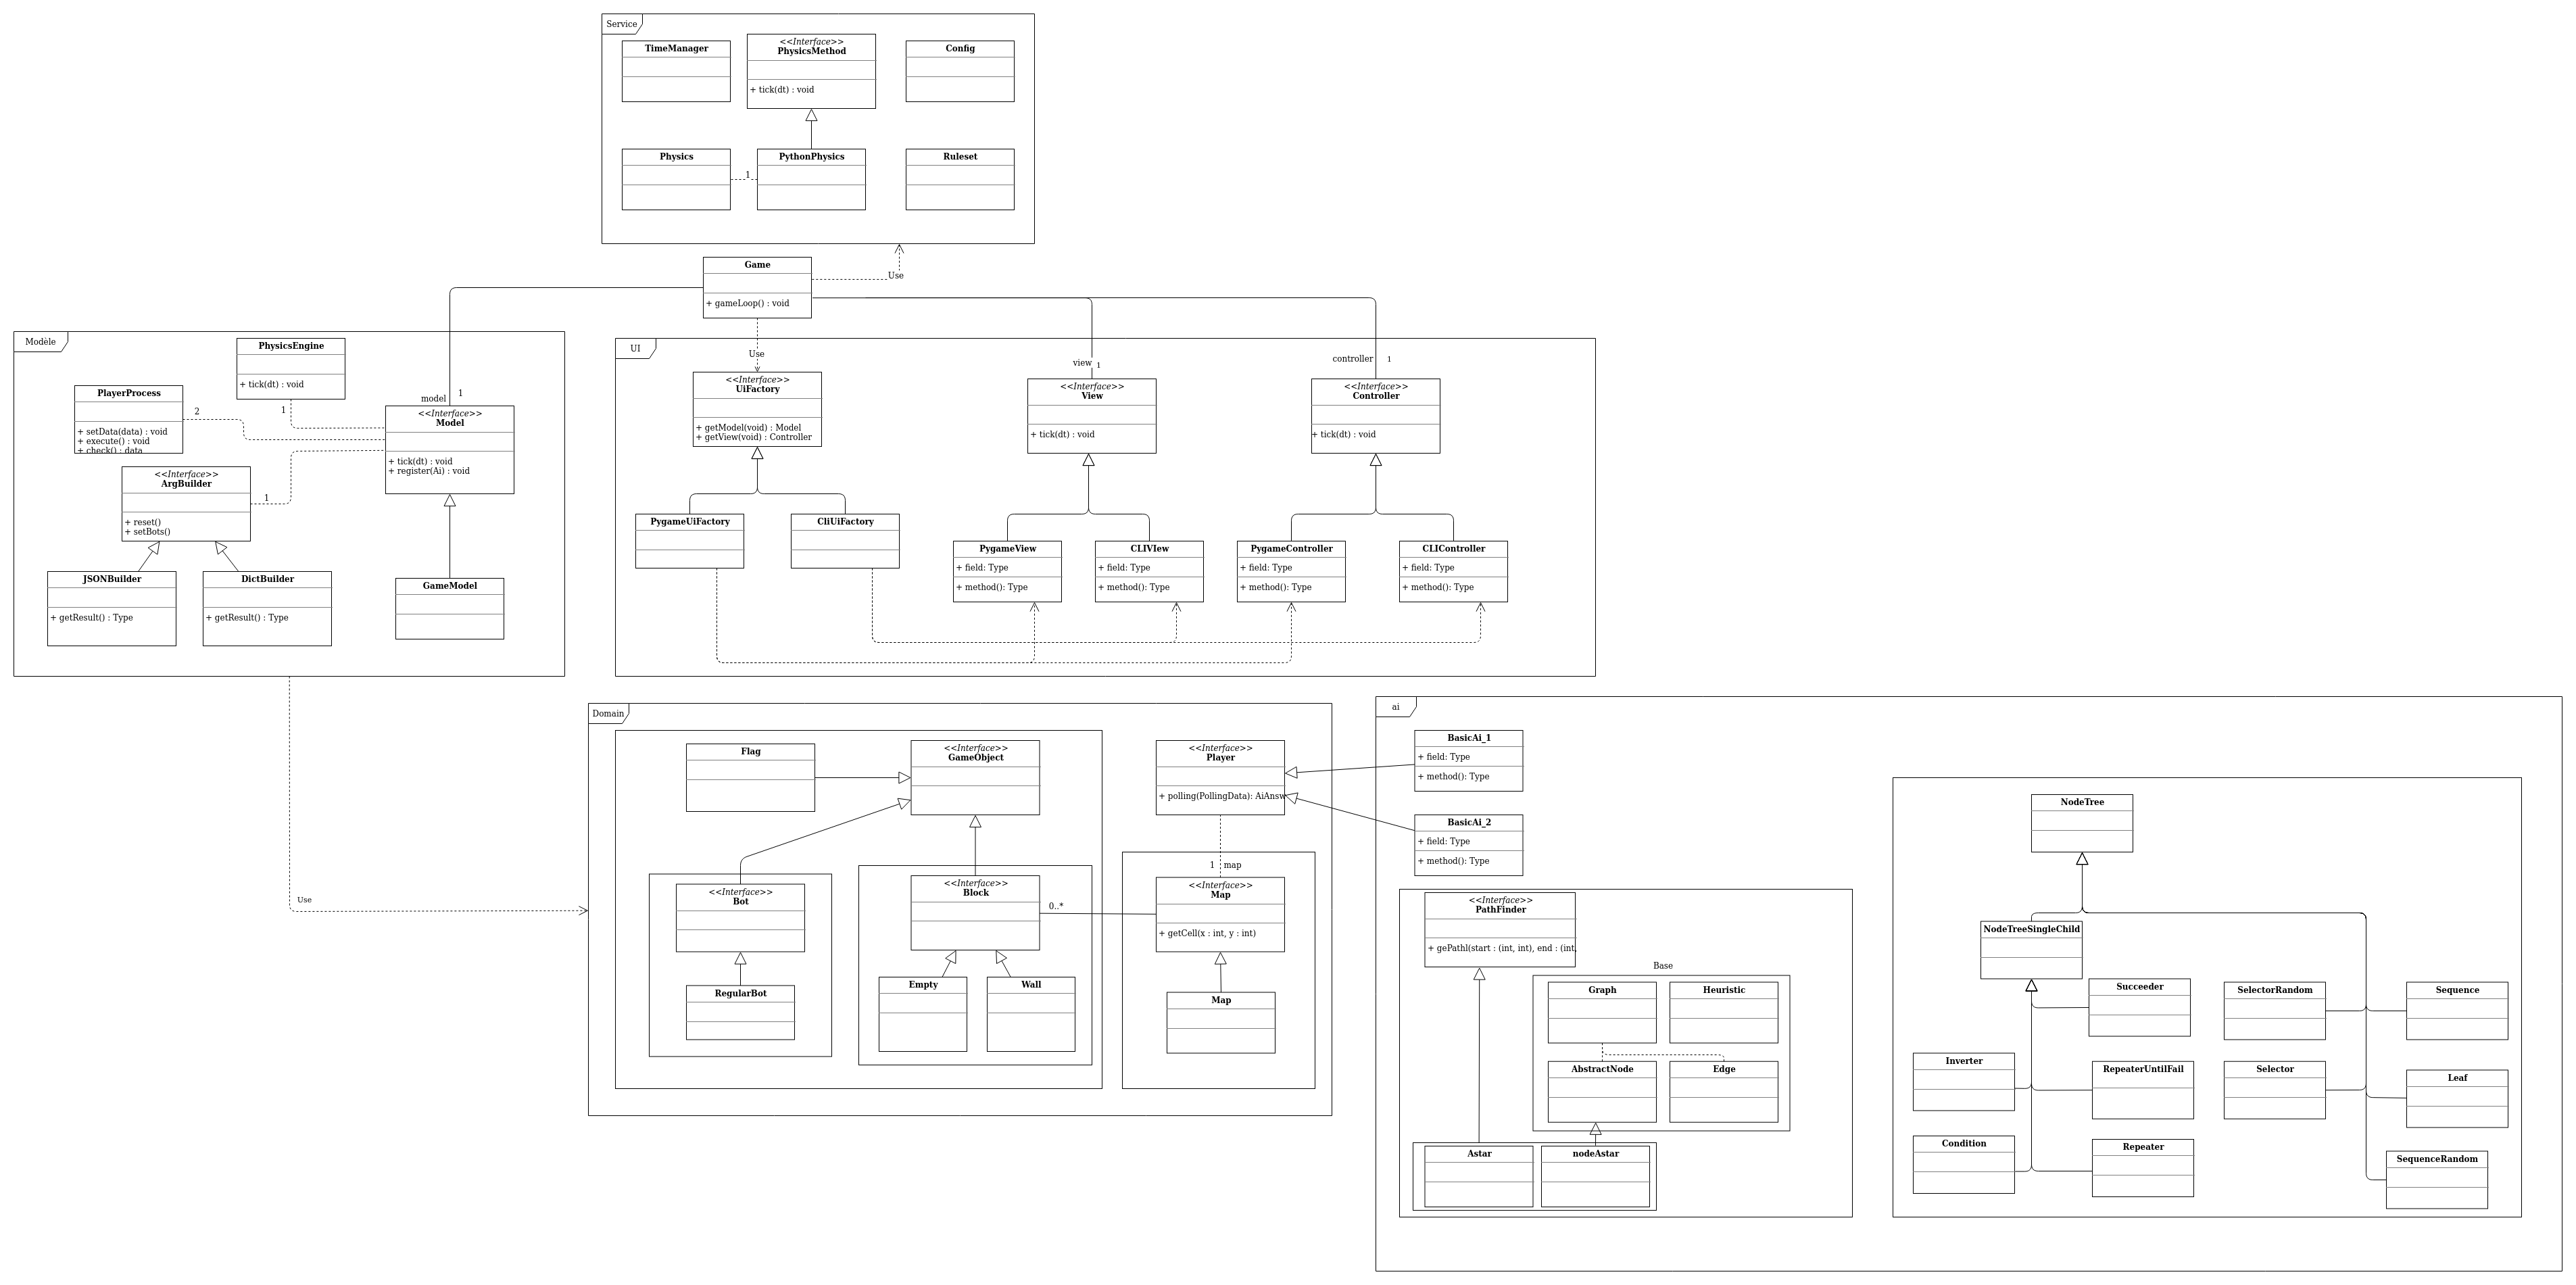 Service
TimeManager
<<Interface>>
PhysicsMethod
+ tick(dt) : void
Config
Physics
1
PythonPhysics
Ruleset
Game
+ gameLoop() : void
Use
Modèle
PhysicsEngine
+ tick(dt) : void
PlayerProcess
+ setData(data) : void
+ execute() : void
+ check() : data
2
1
model
1
<<Interface>>
Model
+ tick(dt) : void
+ register(Ai) : void
<<Interface>>
ArgBuilder
+ reset()
+ setBots()
1
JSONBuilder
+ getResult() : Type
DictBuilder
+ getResult() : Type
GameModel
UI
Use
<<Interface>>
UiFactory
+ getModel(void) : Model
+ getView(void) : Controller
view
1
<<Interface>>
View
+ tick(dt) : void
controller
1
<<Interface>>
Controller
+ tick(dt) : void
PygameUiFactory
CliUiFactory
PygameView
+ field: Type
+ method(): Type
CLIVIew
+ field: Type
+ method(): Type
PygameController
+ field: Type
+ method(): Type
CLIController
+ field: Type
+ method(): Type
Use
Domain
Flag
<<Interface>>
GameObject
<<Interface>>
Player
+ polling(PollingData): AiAnsw
<<Interface>>
Bot
RegularBot
<<Interface>>
Block
0..*
Empty
Wall
1
map
<<Interface>>
Map
+ getCell(x : int, y : int)
Map
ai
BasicAi_1
+ field: Type
+ method(): Type
BasicAi_2
+ field: Type
+ method(): Type
<<Interface>>
PathFinder
+ gePathl(start : (int, int), end : (int,
Base
Graph
Heuristic
AbstractNode
Edge
Astar
nodeAstar
NodeTree
NodeTreeSingleChild
Succeeder
SelectorRandom
Sequence
Inverter
RepeaterUntilFail
Selector
Leaf
Condition
Repeater
SequenceRandom